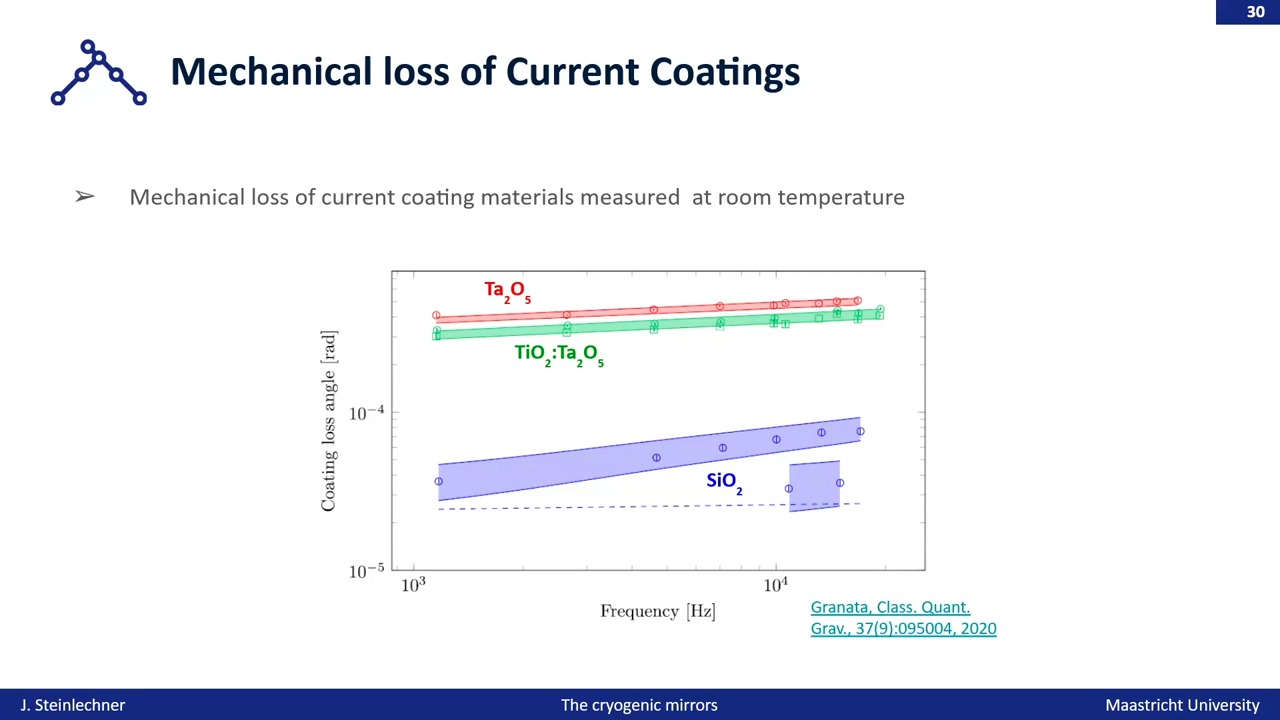 30
Mechanical loss of Current Coatings
➢ Mechanical loss of current coating materials measured at room temperature
Ta₂O₅
TiO₂:Ta₂O₅
SiO₂
Coating loss angle [rad]
10⁻⁴
10⁻⁵
10³
10⁴
Frequency [Hz]
Granata, Class. Quant.
Grav., 37(9):095004, 2020
J. Steinlechner
The cryogenic mirrors
Maastricht University